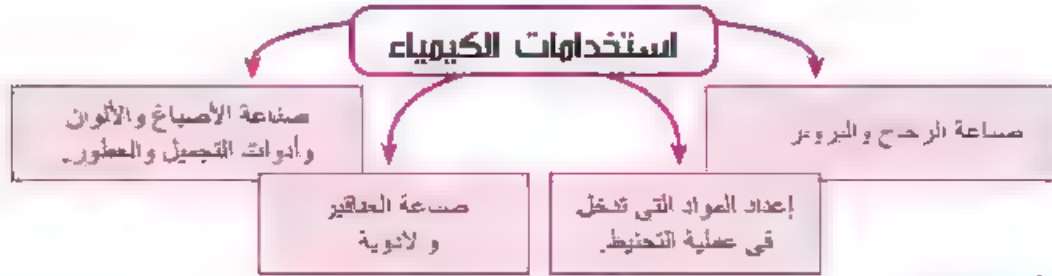 استخدامات الكيمياء
صناعة الزجاج والبرونز
إعداد المواد التي تدخل
في عملية التحنيط.
صناعة العقاقير
والأدوية
صناعة الأصباغ والألوان
وأدوات التجميل والعطور.